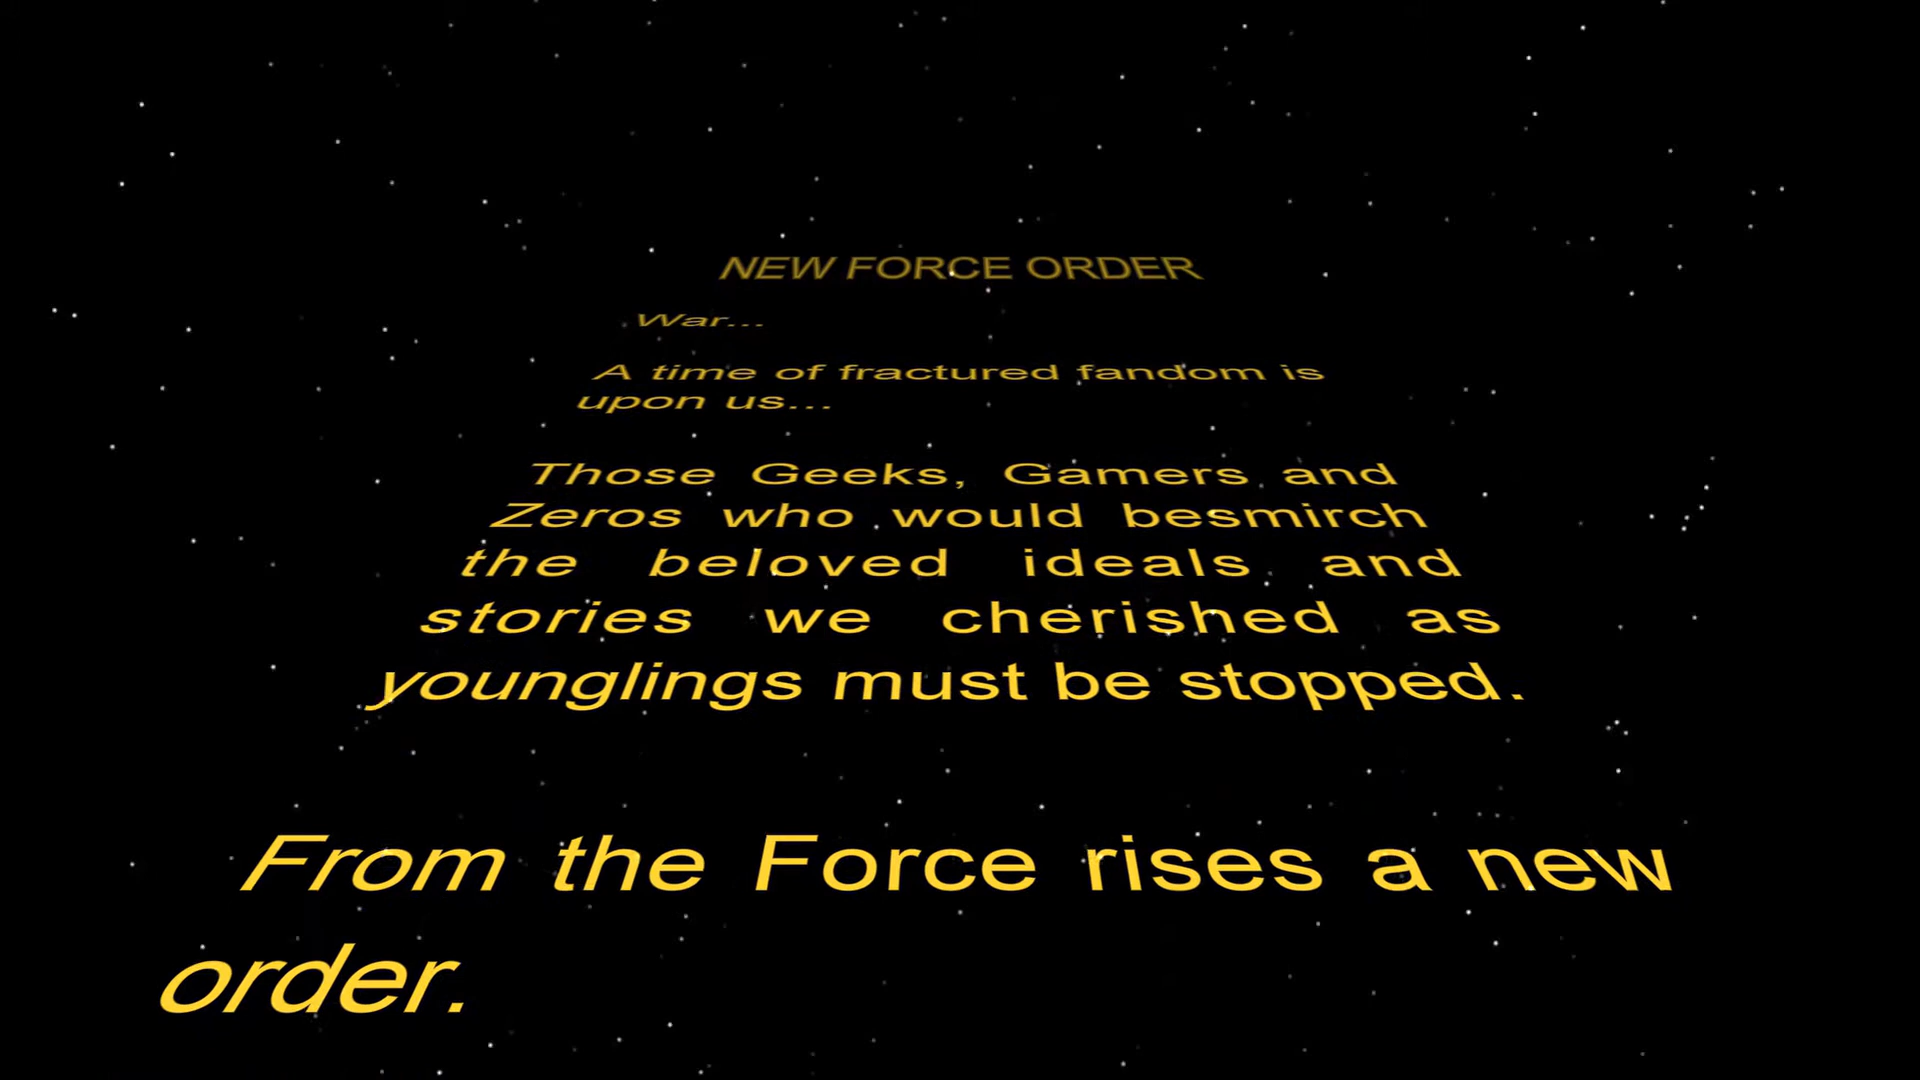 NEW FORCE ORDER
War...
A time of fractured fandom is
upon us...
Those Geeks, Gamers and
Zeros who would besmirch
the beloved ideals and
stories we cherished as
younglings must be stopped.
From the Force rises a new
order.